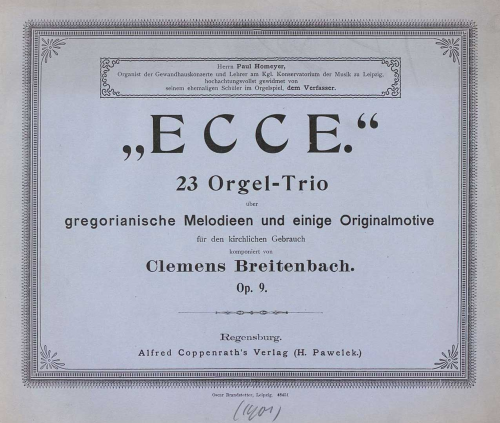 Herrn Paul Homeyer,
Organist der Gewandhauskonzerte und Lehrer am Kgl. Konservatorium der Musik zu Leipzig,
hochachtungsvollst gewidmet von
seinem ehemaligen Schüler im Orgelspiel, dem Verfasser.
„ECCE.“
23 Orgel-Trio
über
gregorianische Melodieen und einige Originalmotive
für den kirchlichen Gebrauch
komponiert von
Clemens Breitenbach.
Op. 9.
Regensburg.
Alfred Coppenrath's Verlag (H. Pawelek.)
Oscar Brandstetter, Leipzig.
(1901)